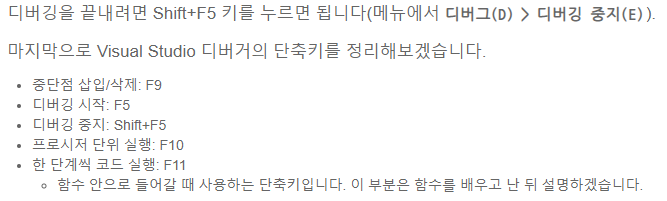 디버깅을 끝내려면 Shift+F5 키를 누르면 됩니다(메뉴에서 디버그(D) > 디버깅 중지(E)).
마지막으로 Visual Studio 디버거의 단축키를 정리해보겠습니다.
• 중단점 삽입/삭제: F9
• 디버깅 시작: F5
• 디버깅 중지: Shift+F5
• 프로시저 단위 실행: F10
• 한 단계씩 코드 실행: F11
○ 함수 안으로 들어갈 때 사용하는 단축키입니다. 이 부분은 함수를 배우고 난 뒤 설명하겠습니다.